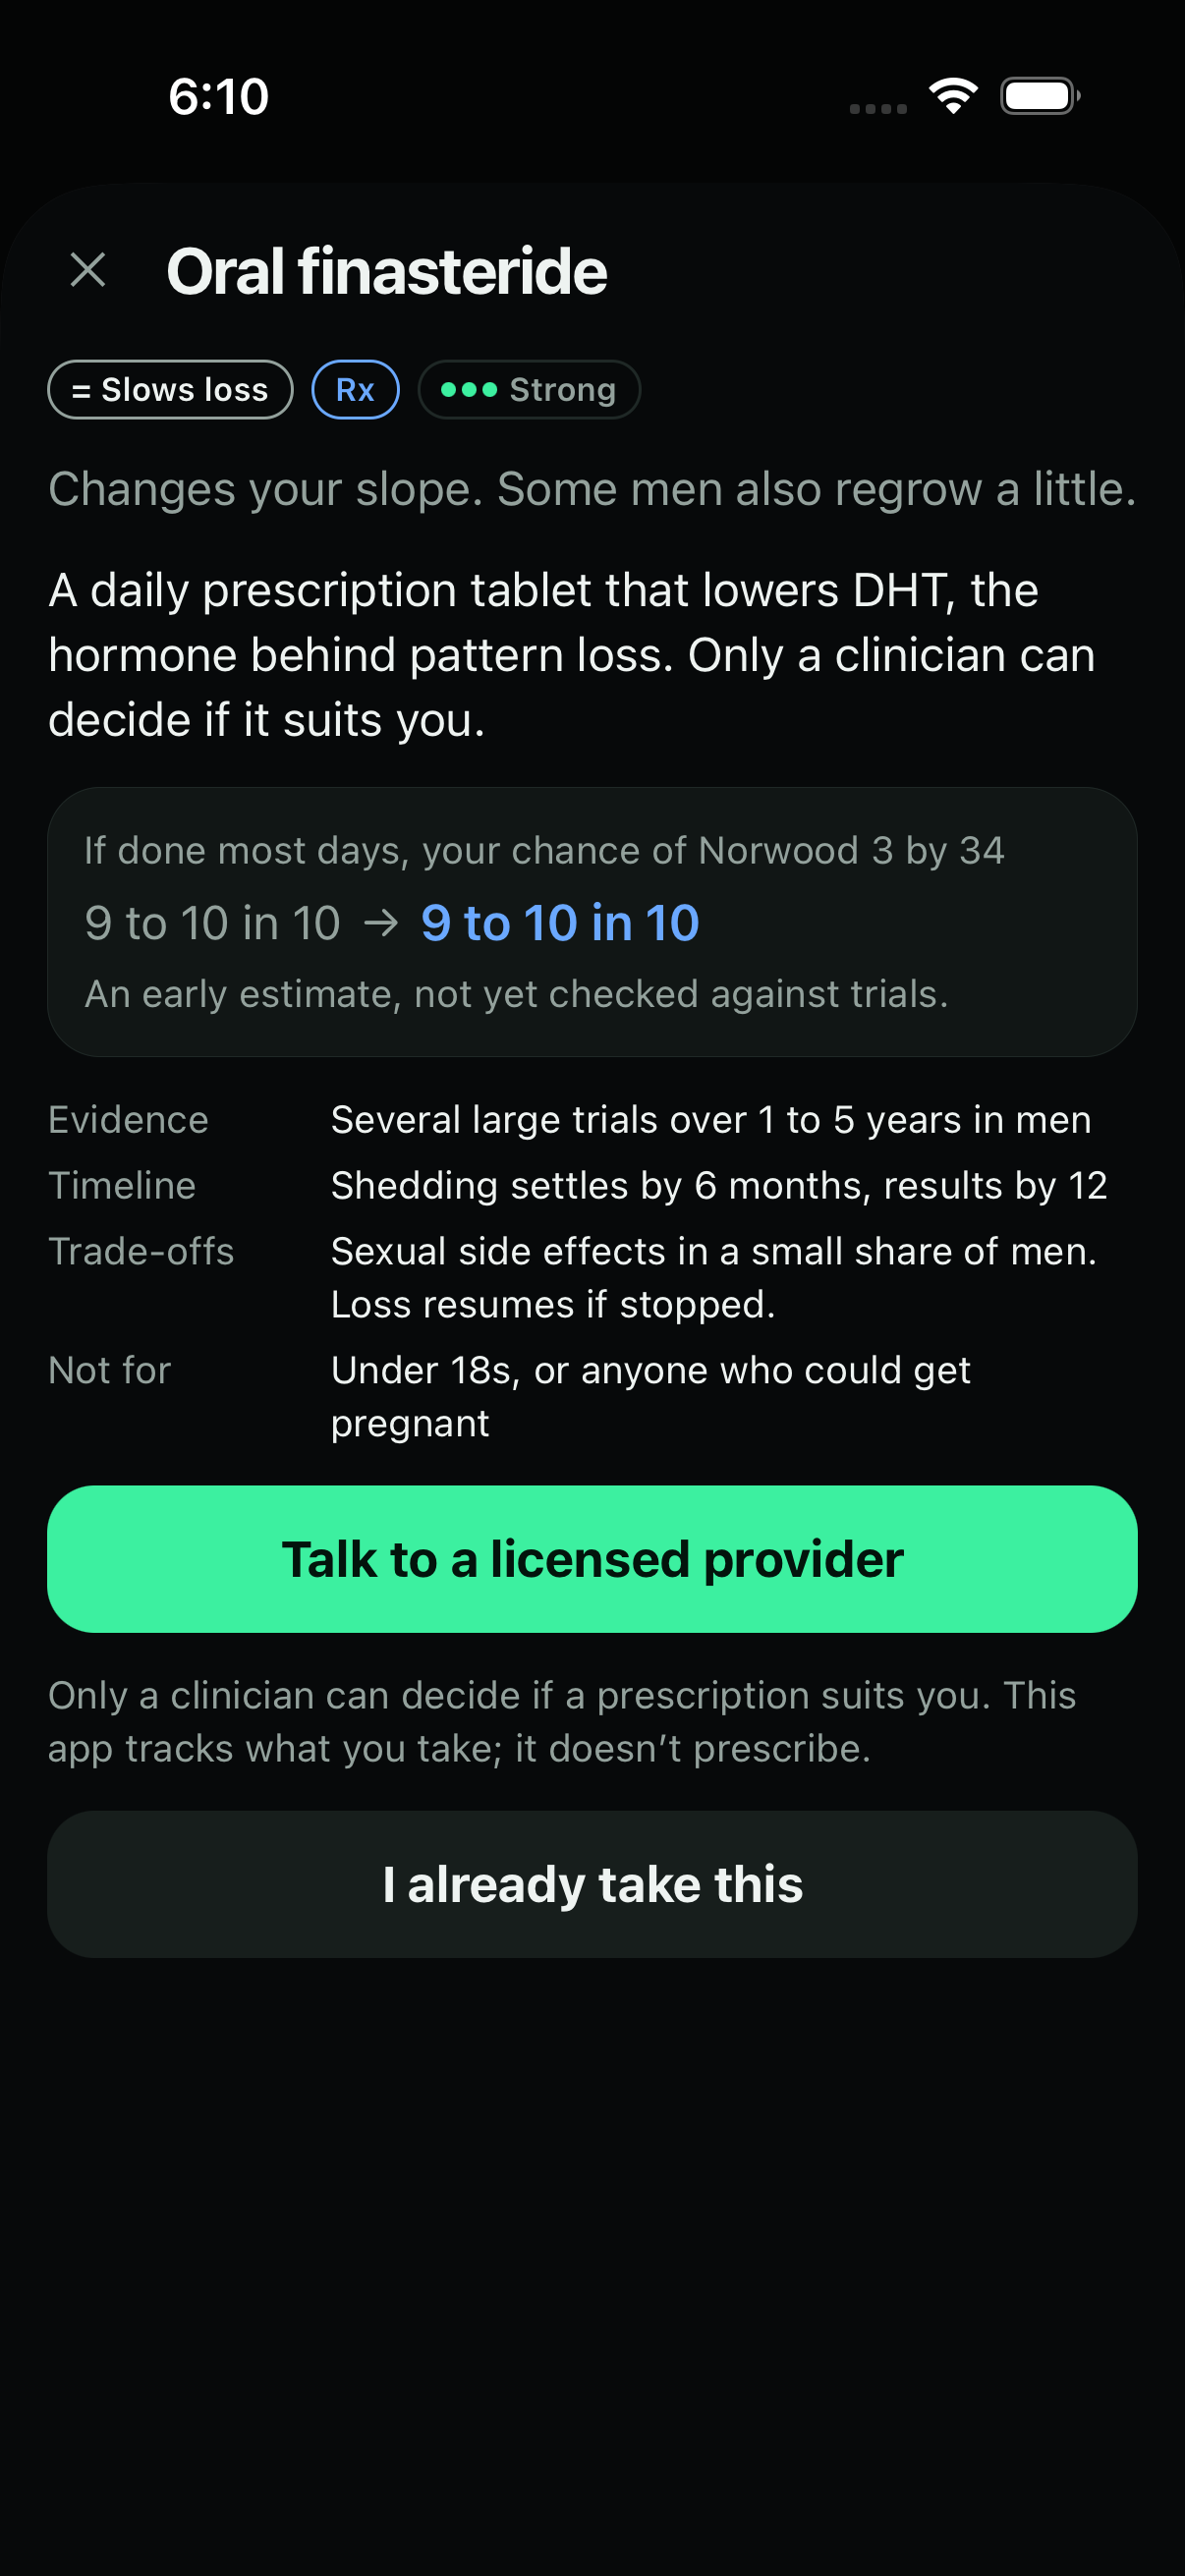 6:10
Oral finasteride
= Slows loss
Rx
Strong
Changes your slope. Some men also regrow a little.
A daily prescription tablet that lowers DHT, the
hormone behind pattern loss. Only a clinician can
decide if it suits you.
If done most days, your chance of Norwood 3 by 34
9 to 10 in 10 → 9 to 10 in 10
An early estimate, not yet checked against trials.
Evidence Several large trials over 1 to 5 years in men
Timeline Shedding settles by 6 months, results by 12
Trade-offs Sexual side effects in a small share of men.
Loss resumes if stopped.
Not for Under 18s, or anyone who could get
pregnant
Talk to a licensed provider
Only a clinician can decide if a prescription suits you. This
app tracks what you take; it doesn’t prescribe.
I already take this